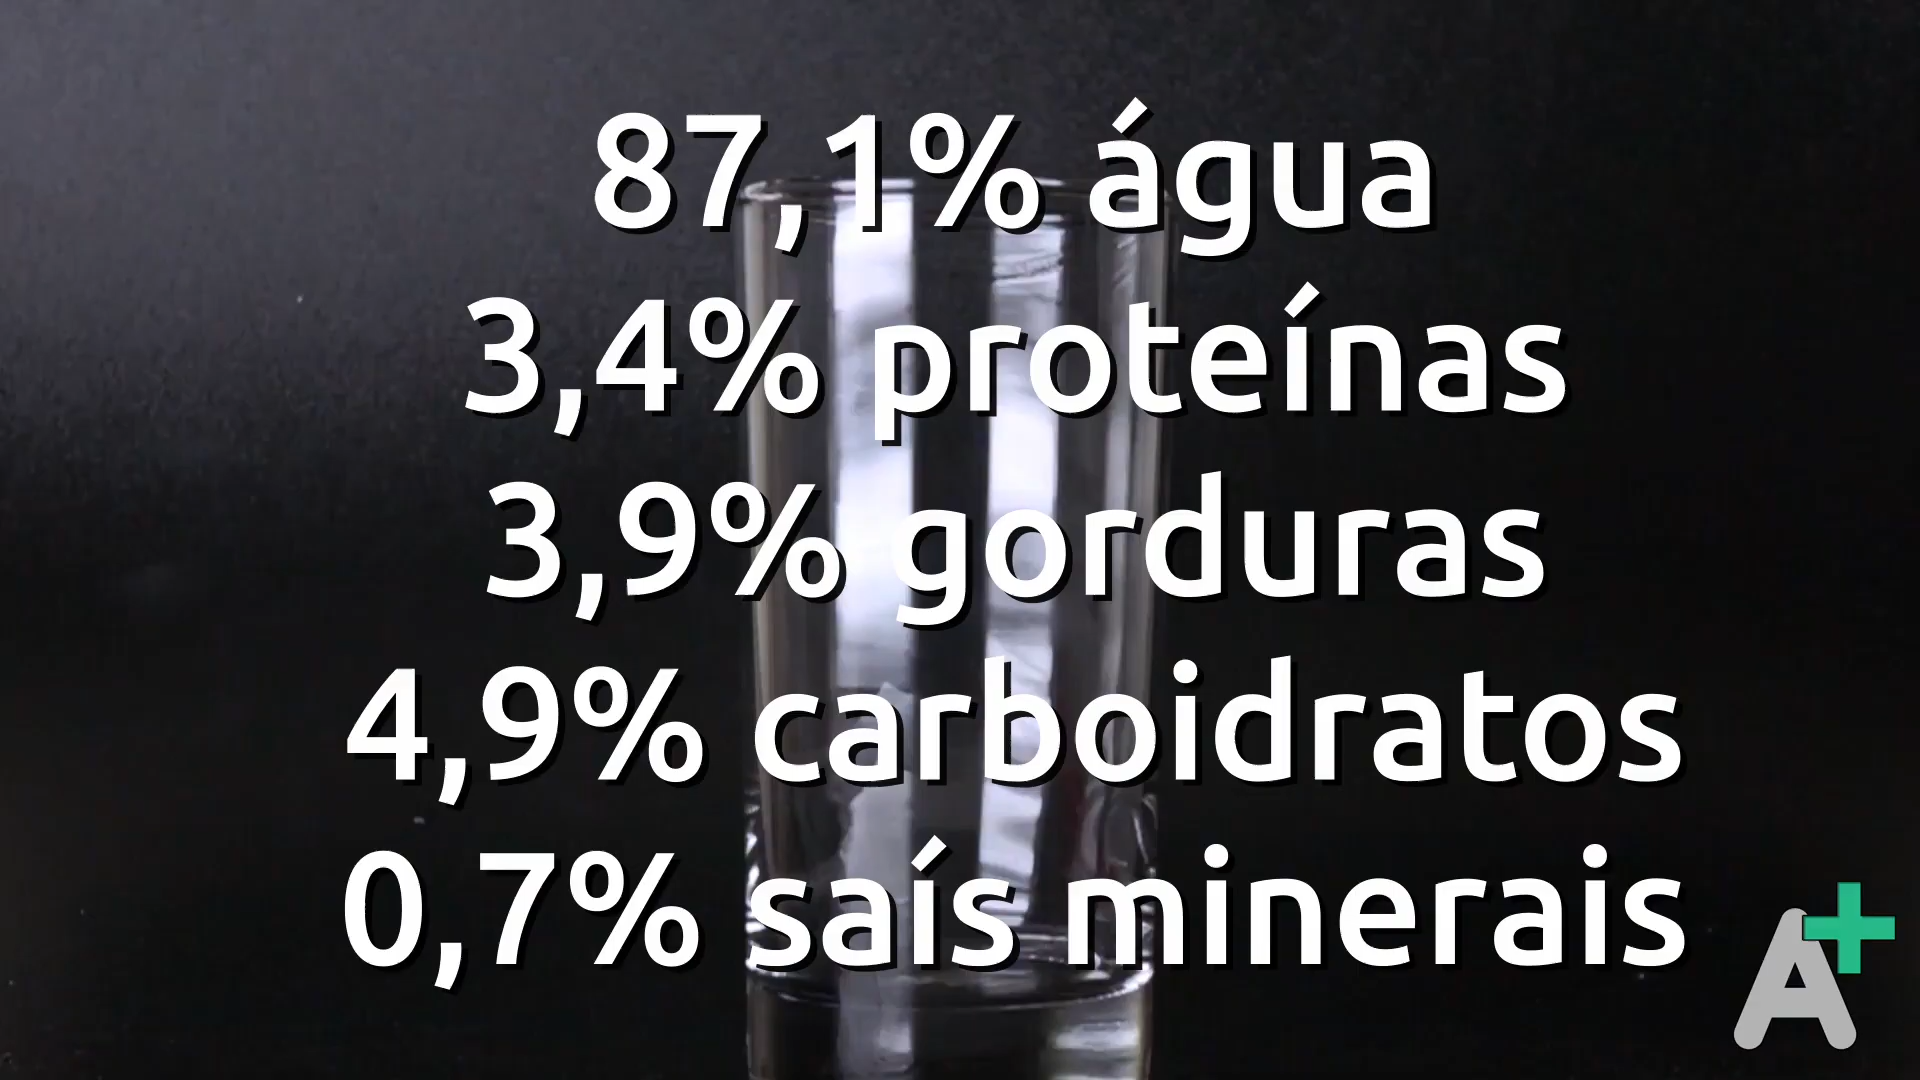 87,1% água
3,4% proteínas
3,9% gorduras
4,9% carboidratos
0,7% saís minerais
A+